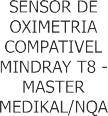 SENSOR DE
OXIMETRIA
COMPATIVEL
MINDRAY T8 -
MASTER
MEDIKAL/NQA